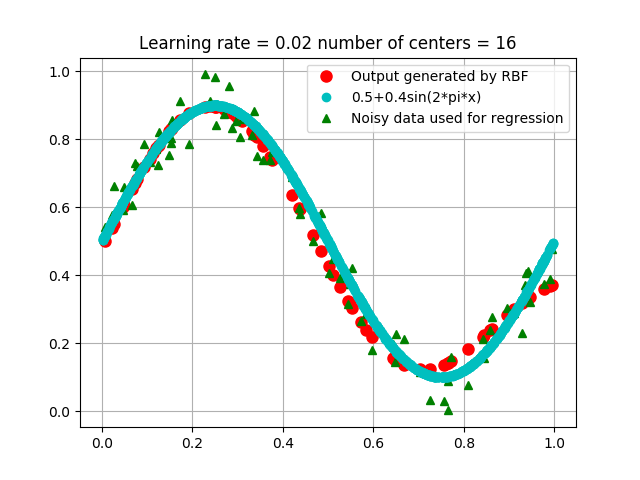 Learning rate = 0.02 number of centers = 16
Output generated by RBF
0.5+0.4sin(2*pi*x)
Noisy data used for regression
1.0
0.8
0.6
0.4
0.2
0.0
0.0 0.2 0.4 0.6 0.8 1.0